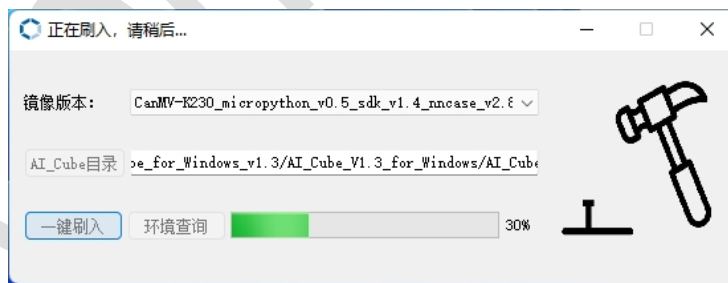 正在刷入，请稍后...
镜像版本： CanMV-K230_micropython_v0.5_sdk_v1.4_nncase_v2.8
AI_Cube目录 be_for_Windows_v1.3/AI_Cube_V1.3_for_Windows/AI_Cube
一键刷入 环境查询 30%